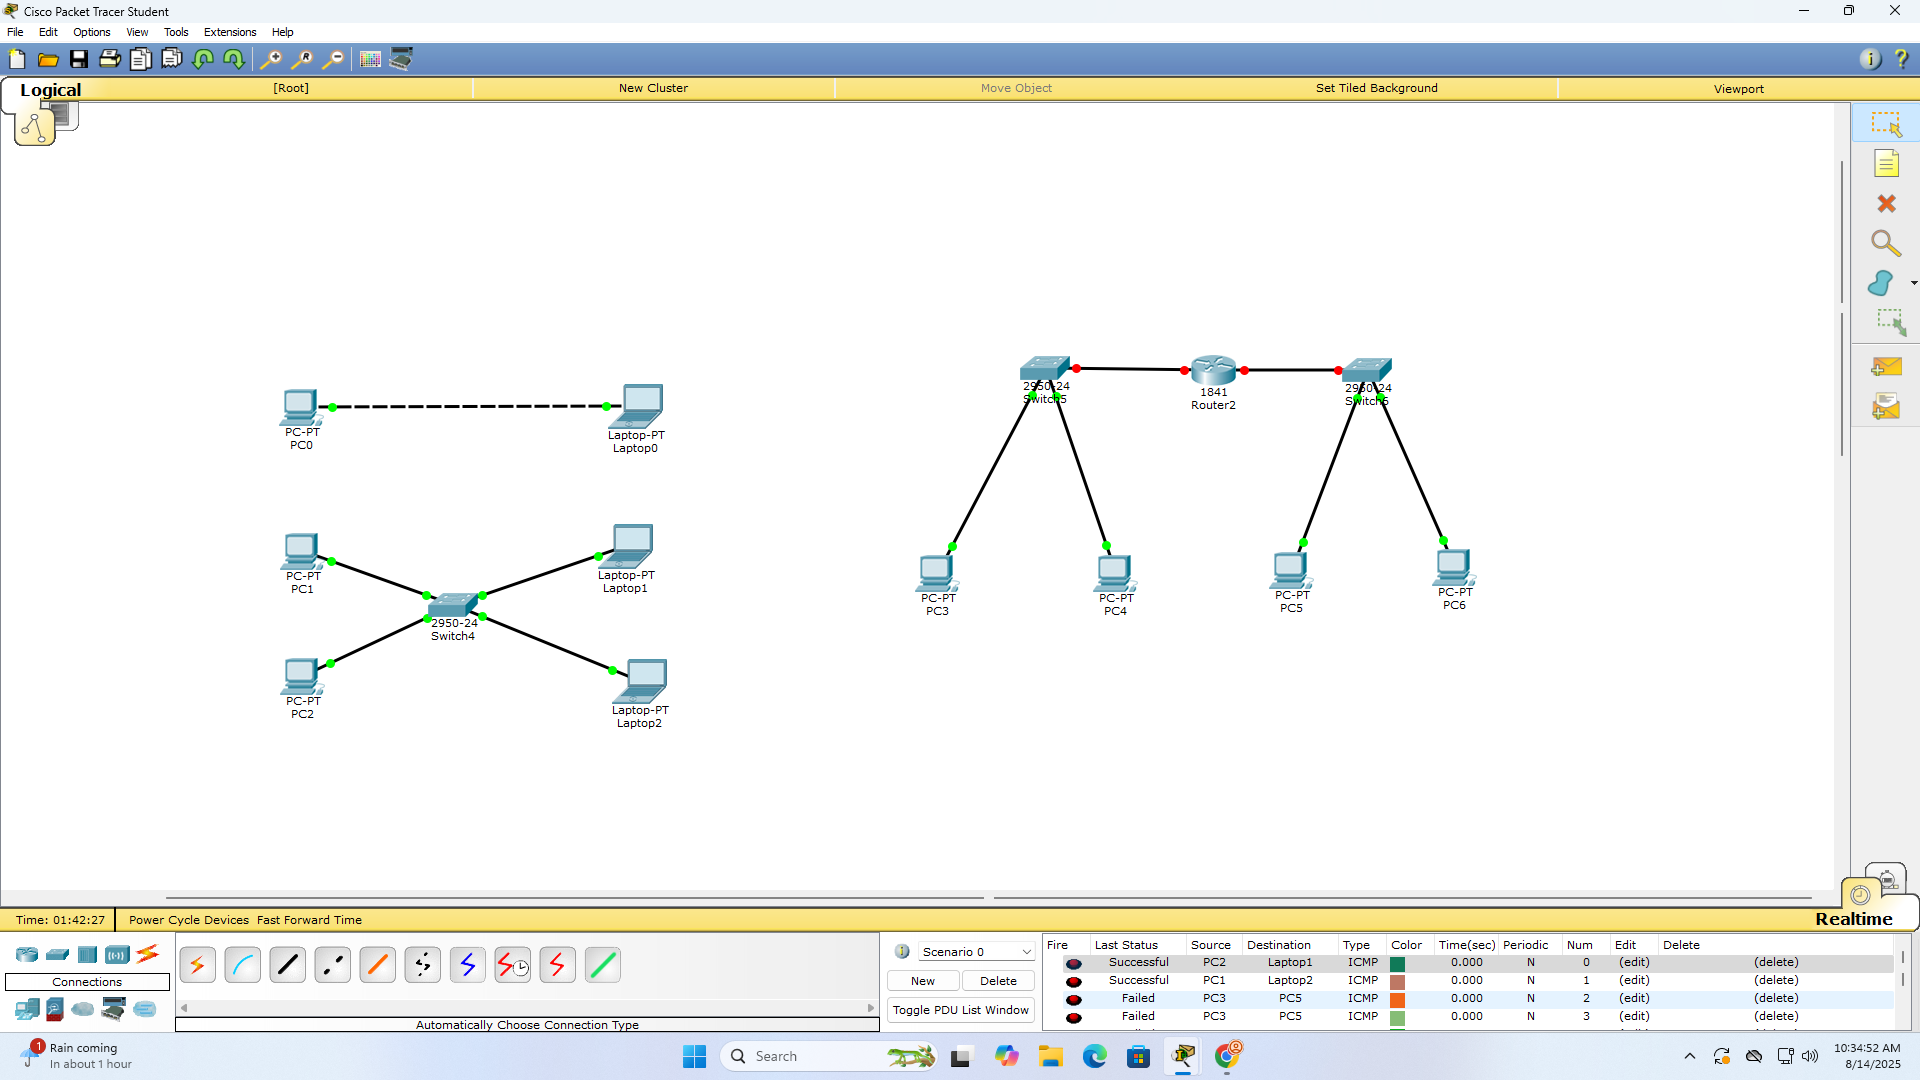 Cisco Packet Tracer Student
File Edit Options View Tools Extensions Help
Logical [Root] New Cluster Move Object Set Tiled Background Viewport
PC-PT
PC0
Laptop-PT
Laptop0
PC-PT
PC1
Laptop-PT
Laptop1
2950-24
Switch4
PC-PT
PC2
Laptop-PT
Laptop2
2950-24
Switch5
1841
Router2
2950-24
Switch6
PC-PT
PC3
PC-PT
PC4
PC-PT
PC5
PC-PT
PC6
Realtime
Time: 01:42:27 Power Cycle Devices Fast Forward Time
Connections
Automatically Choose Connection Type
Scenario 0
New Delete
Toggle PDU List Window
Fire Last Status Source Destination Type Color Time(sec) Periodic Num Edit Delete
Successful PC2 Laptop1 ICMP 0.000 N 0 (edit) (delete)
Successful PC1 Laptop2 ICMP 0.000 N 1 (edit) (delete)
Failed PC3 PC5 ICMP 0.000 N 2 (edit) (delete)
Failed PC3 PC5 ICMP 0.000 N 3 (edit) (delete)
1
Rain coming
In about 1 hour
Search
10:34:52 AM
8/14/2025